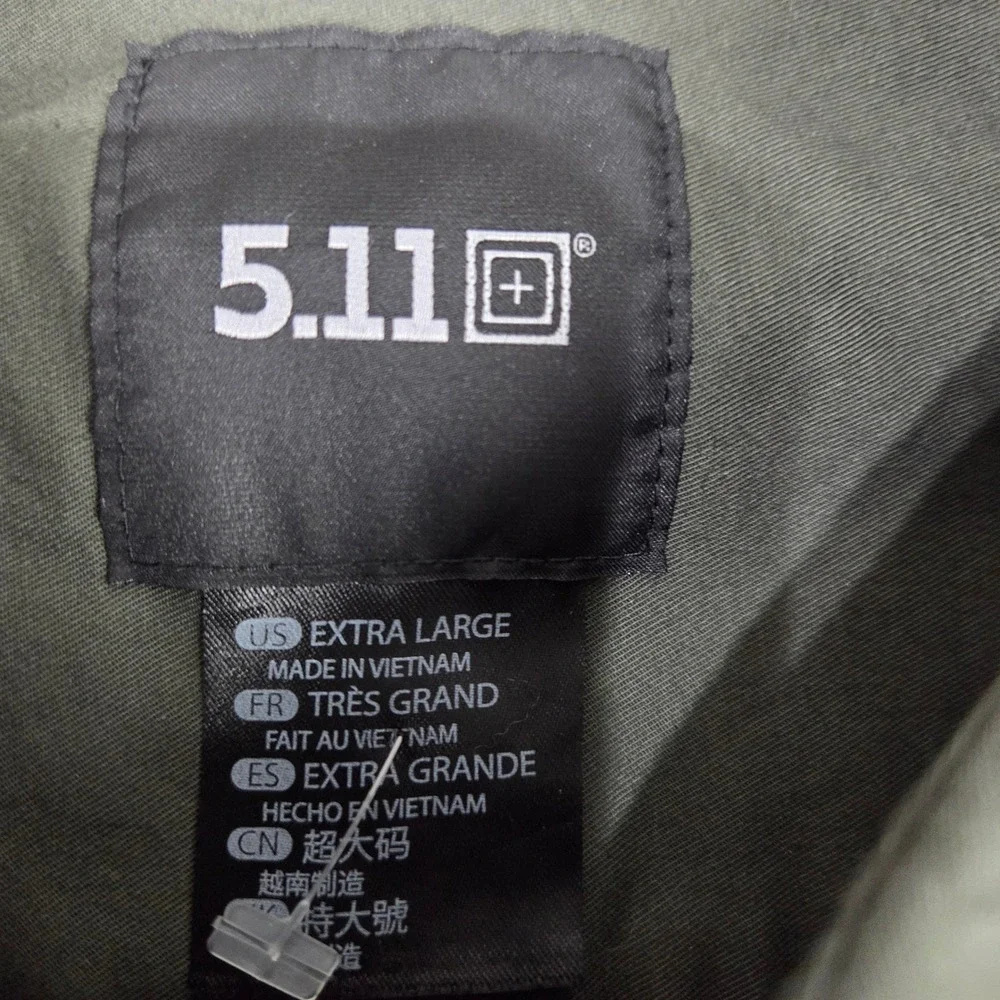 5.11 ®
US EXTRA LARGE
MADE IN VIETNAM
FR TRÈS GRAND
FAIT AU VIETNAM
ES EXTRA GRANDE
HECHO EN VIETNAM
CN 超大码
越南制造
特大號
造